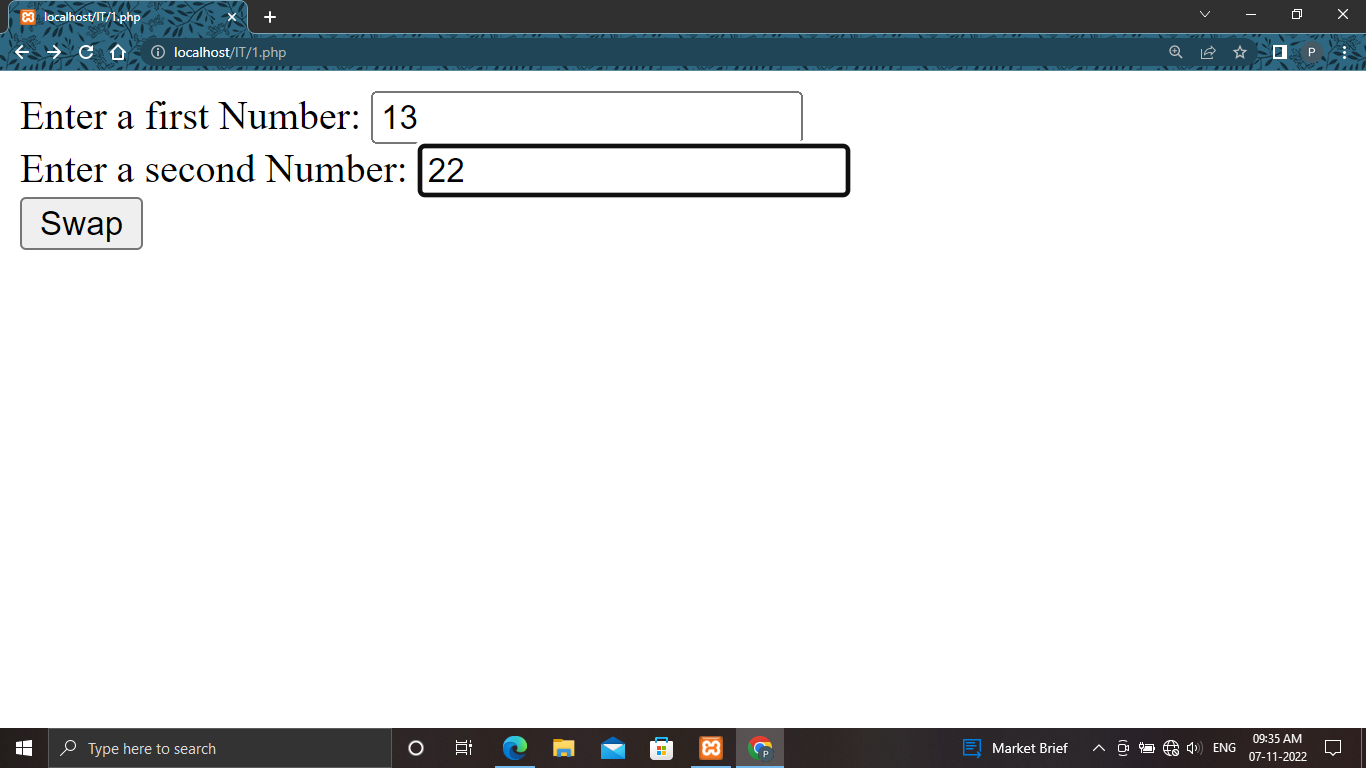 localhost/IT/1.php
localhost/IT/1.php
P
Enter a first Number: 13
Enter a second Number: 22
Swap
Type here to search
P
Market Brief
ENG
09:35 AM
07-11-2022